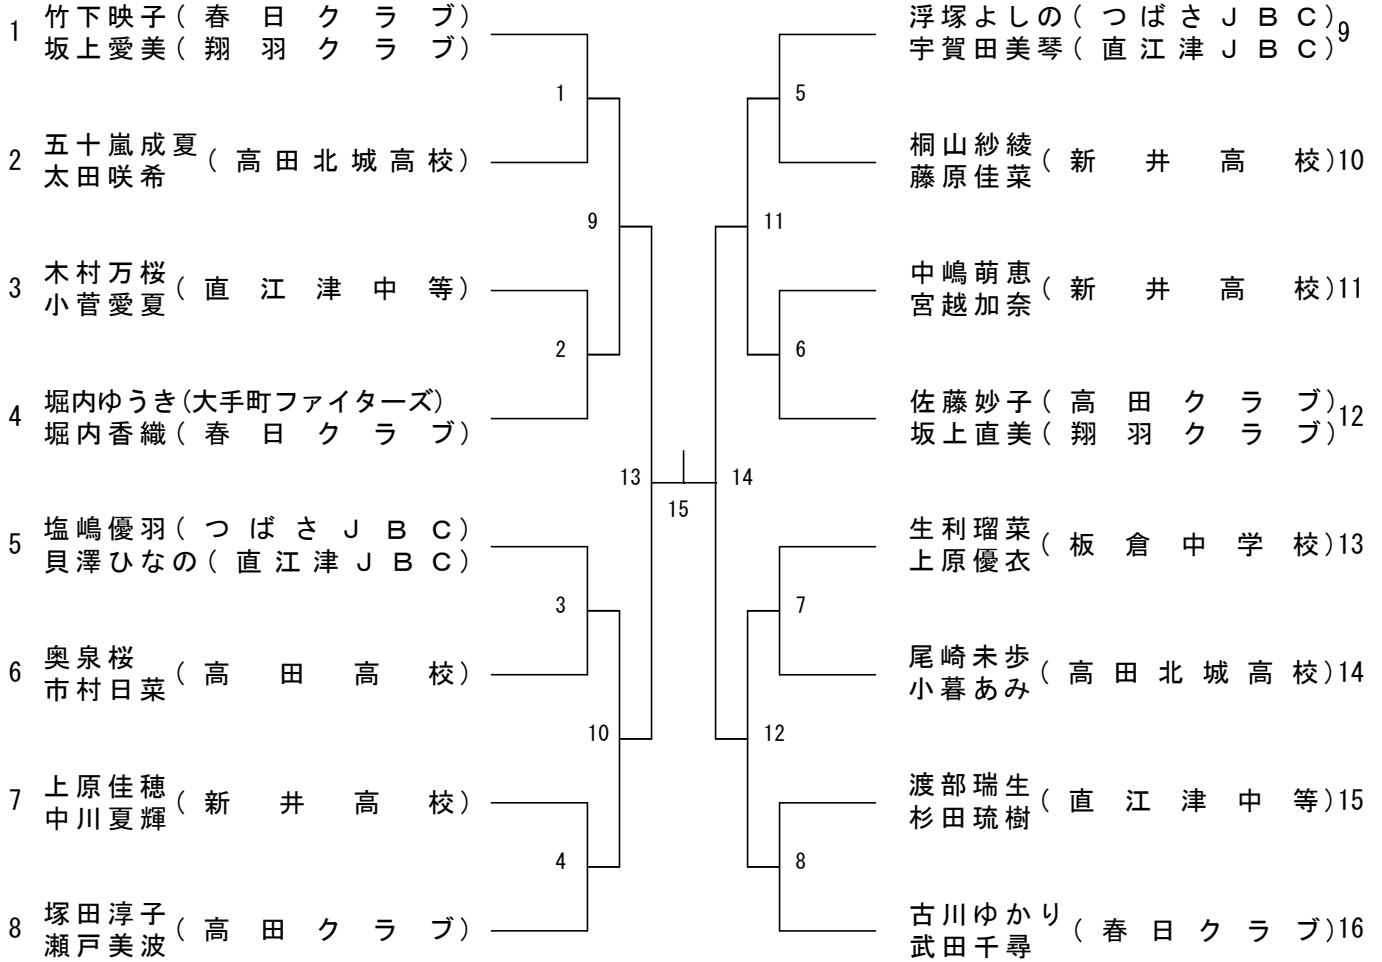 1 竹下映子(春日クラブ)
坂上愛美(翔羽クラブ)
1
2 五十嵐成夏
太田咲希 (高田北城高校)
9
3 木村万桜
小菅愛夏 (直江津中等)
2
4 堀内ゆうき(大手町ファイターズ)
堀内香織(春日クラブ)
13
15
5 塩嶋優羽(つばさJBC)
貝澤ひなの(直江津JBC)
3
6 奥泉桜
市村日菜 (高田高校)
10
7 上原佳穂
中川夏輝 (新井高校)
4
8 塚田淳子
瀬戸美波 (高田クラブ)
浮塚よしの(つばさJBC) 9
宇賀田美琴(直江津JBC)
5
桐山紗綾
藤原佳菜 (新井高校)10
11
中嶋萌恵
宮越加奈 (新井高校)11
6
佐藤妙子(高田クラブ) 12
坂上直美(翔羽クラブ)
14
生利瑠菜
上原優衣 (板倉中学校)13
7
尾崎未歩
小暮あみ (高田北城高校)14
12
渡部瑞生
杉田琉樹 (直江津中等)15
8
古川ゆかり
武田千尋 (春日クラブ)16